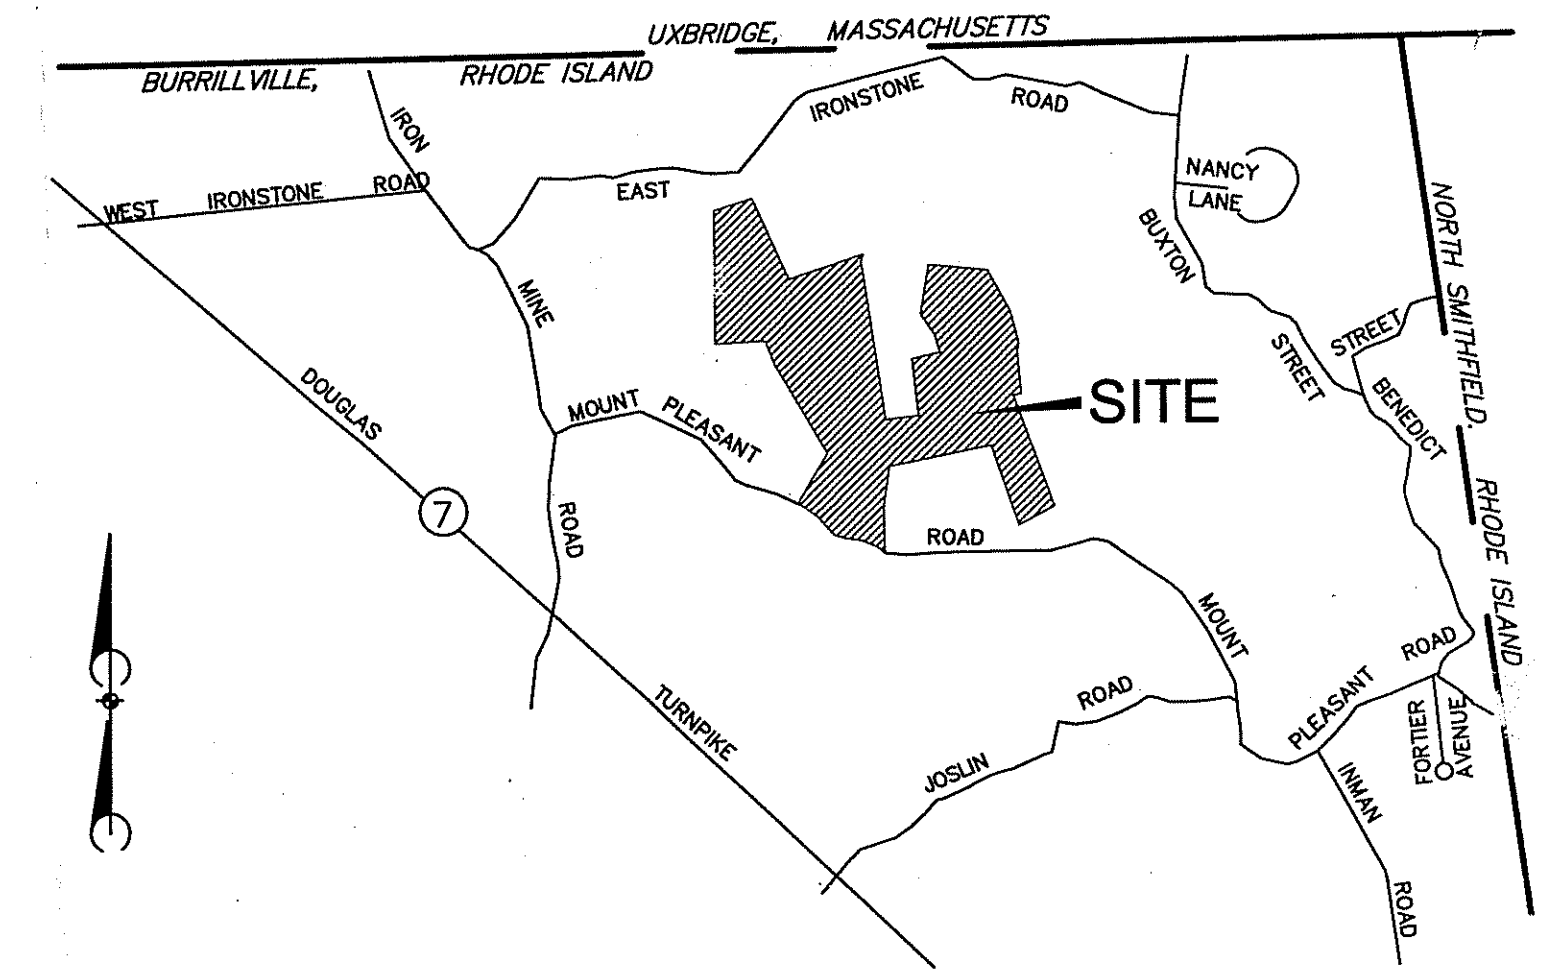 UXBRIDGE, MASSACHUSETTS
BURRILLVILLE, RHODE ISLAND
IRON
MINE
ROAD
WEST IRONSTONE ROAD
EAST
IRONSTONE
ROAD
NANCY
LANE
BUXTON
STREET
STREET
BENEDICT
NORTH SMITHFIELD, RHODE ISLAND
DOUGLAS
7
TURNPIKE
MOUNT
PLEASANT
ROAD
SITE
MOUNT
PLEASANT
ROAD
JOSLIN
ROAD
FORTIER
AVENUE
INMAN
ROAD